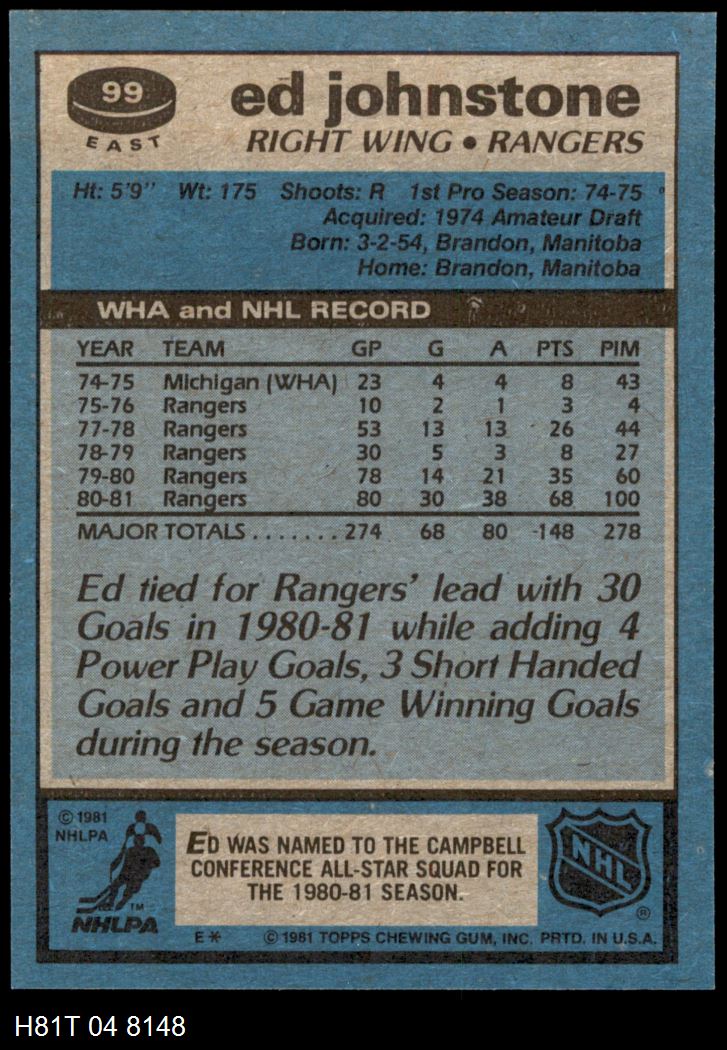 99
EAST
ed johnstone
RIGHT WING • RANGERS
Ht: 5'9" Wt: 175 Shoots: R 1st Pro Season: 74-75
Acquired: 1974 Amateur Draft
Born: 3-2-54, Brandon, Manitoba
Home: Brandon, Manitoba
WHA and NHL RECORD
YEAR TEAM GP G A PTS PIM
74-75 Michigan (WHA) 23 4 4 8 43
75-76 Rangers 10 2 1 3 4
77-78 Rangers 53 13 13 26 44
78-79 Rangers 30 5 3 8 27
79-80 Rangers 78 14 21 35 60
80-81 Rangers 80 30 38 68 100
MAJOR TOTALS ....... 274 68 80 148 278
Ed tied for Rangers' lead with 30
Goals in 1980-81 while adding 4
Power Play Goals, 3 Short Handed
Goals and 5 Game Winning Goals
during the season.
© 1981
NHLPA
TM
NHLPA
ED WAS NAMED TO THE CAMPBELL
CONFERENCE ALL-STAR SQUAD FOR
THE 1980-81 SEASON.
NHL
®
E* © 1981 TOPPS CHEWING GUM, INC. PRTD. IN U.S.A.
H81T 04 8148